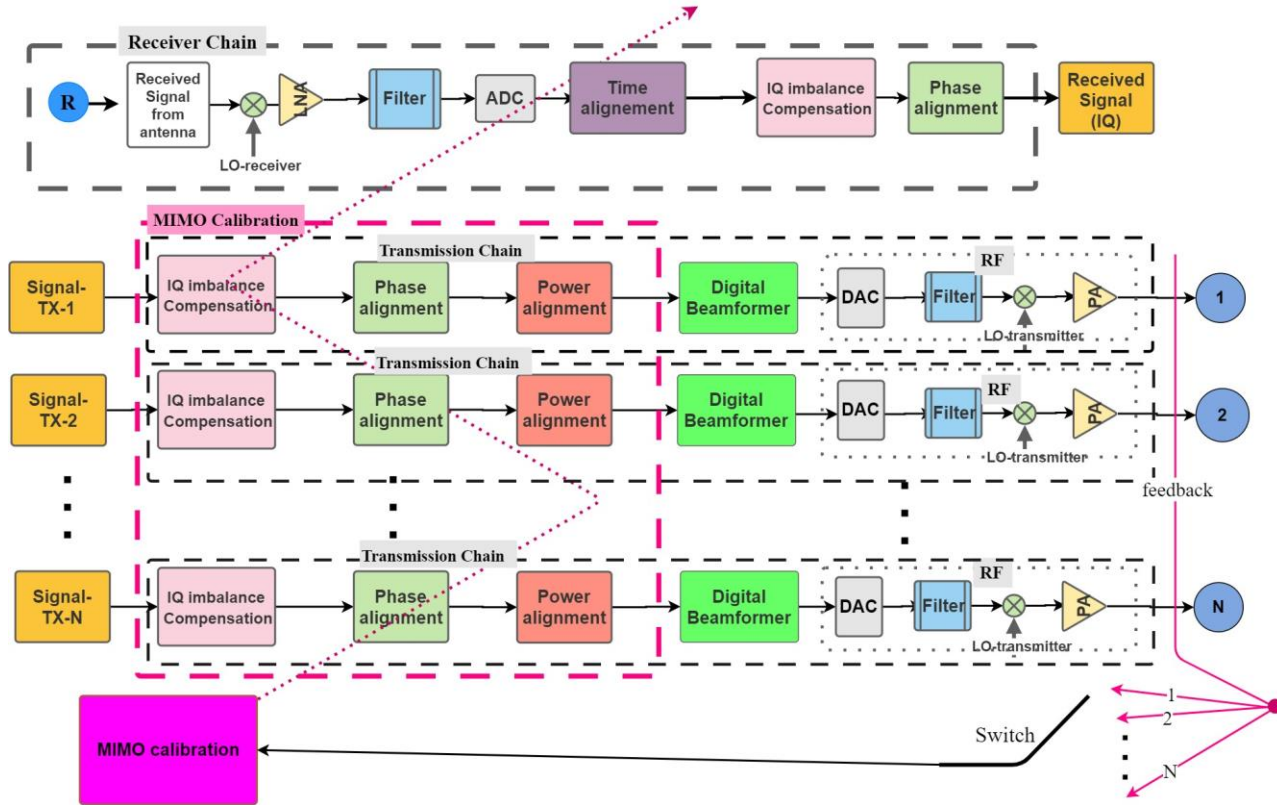 Receiver Chain
R
Received
Signal
from
antenna
LNA
LO-receiver
Filter
ADC
Time
alignement
IQ imbalance
Compensation
Phase
alignment
Received
Signal
(IQ)
MIMO Calibration
Transmission Chain
Signal-
TX-1
IQ imbalance
Compensation
Phase
alignment
Power
alignment
Digital
Beamformer
RF
DAC
Filter
LO-transmitter
PA
1
Transmission Chain
Signal-
TX-2
IQ imbalance
Compensation
Phase
alignment
Power
alignment
Digital
Beamformer
RF
DAC
Filter
LO-transmitter
PA
2
feedback
Transmission Chain
Signal-
TX-N
IQ imbalance
Compensation
Phase
alignment
Power
alignment
Digital
Beamformer
RF
DAC
Filter
LO-transmitter
PA
N
MIMO calibration
Switch
1
2
N